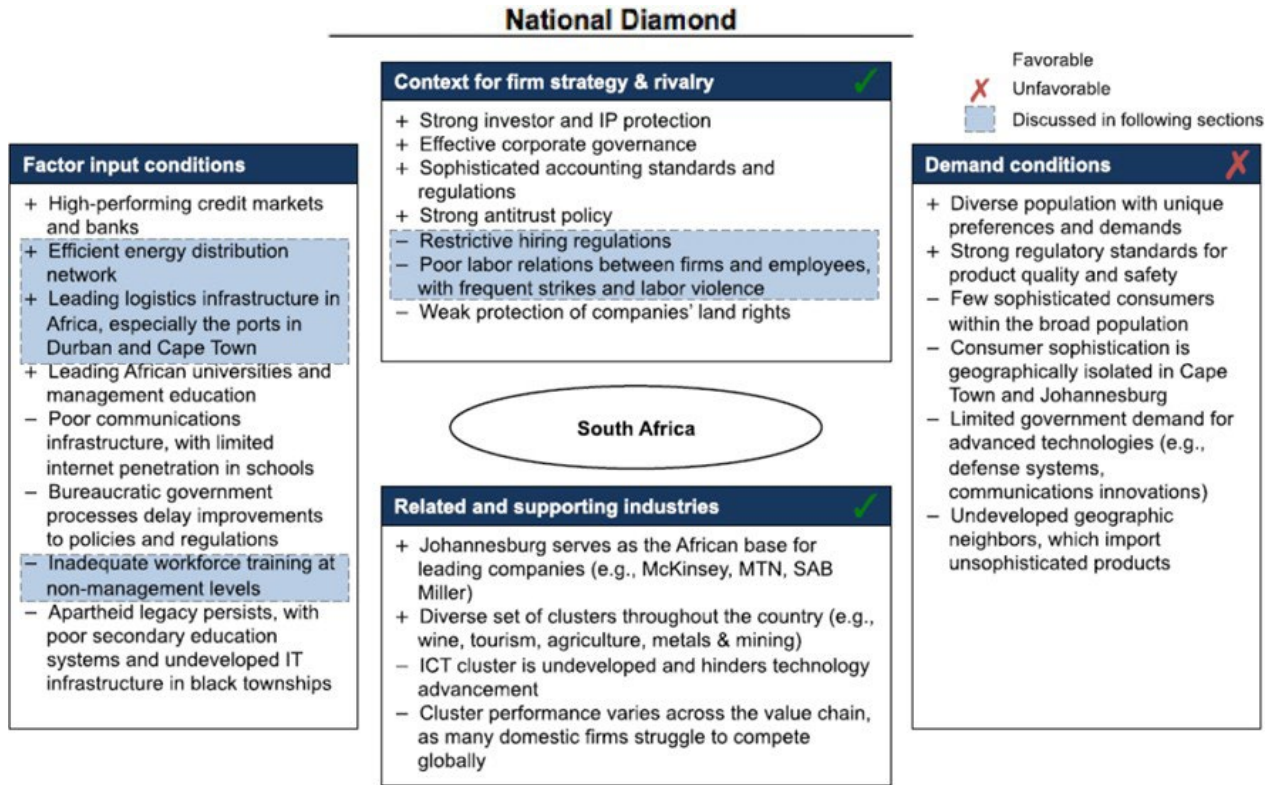 National Diamond
Favorable
✗ Unfavorable
Discussed in following sections
Context for firm strategy & rivalry ✓
+ Strong investor and IP protection
+ Effective corporate governance
+ Sophisticated accounting standards and
regulations
+ Strong antitrust policy
– Restrictive hiring regulations
– Poor labor relations between firms and employees,
with frequent strikes and labor violence
– Weak protection of companies' land rights
Factor input conditions
+ High-performing credit markets
and banks
+ Efficient energy distribution
network
+ Leading logistics infrastructure in
Africa, especially the ports in
Durban and Cape Town
+ Leading African universities and
management education
– Poor communications
infrastructure, with limited
internet penetration in schools
– Bureaucratic government
processes delay improvements
to policies and regulations
– Inadequate workforce training at
non-management levels
– Apartheid legacy persists, with
poor secondary education
systems and undeveloped IT
infrastructure in black townships
South Africa
Related and supporting industries ✓
+ Johannesburg serves as the African base for
leading companies (e.g., McKinsey, MTN, SAB
Miller)
+ Diverse set of clusters throughout the country (e.g.,
wine, tourism, agriculture, metals & mining)
– ICT cluster is undeveloped and hinders technology
advancement
– Cluster performance varies across the value chain,
as many domestic firms struggle to compete
globally
Demand conditions ✗
+ Diverse population with unique
preferences and demands
+ Strong regulatory standards for
product quality and safety
– Few sophisticated consumers
within the broad population
– Consumer sophistication is
geographically isolated in Cape
Town and Johannesburg
– Limited government demand for
advanced technologies (e.g.,
defense systems,
communications innovations)
– Undeveloped geographic
neighbors, which import
unsophisticated products